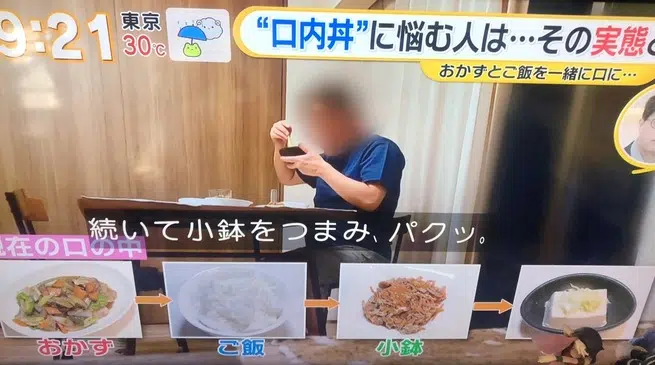 9:21
東京
30℃
“口内丼”に悩む人は…その実態
おかずとご飯を一緒に口に…
続いて小鉢をつまみ、パクッ。
現在の口の中
おかず
ご飯
小鉢